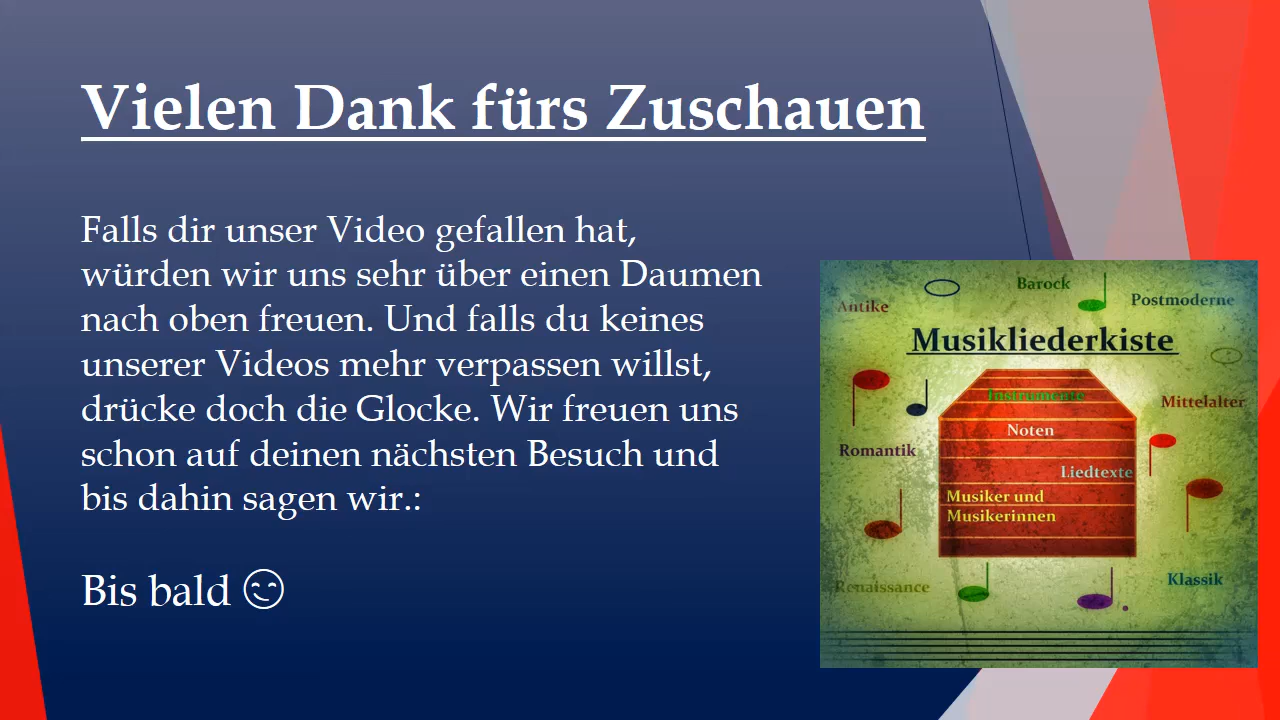 Vielen Dank fürs Zuschauen
Falls dir unser Video gefallen hat,
würden wir uns sehr über einen Daumen
nach oben freuen. Und falls du keines
unserer Videos mehr verpassen willst,
drücke doch die Glocke. Wir freuen uns
schon auf deinen nächsten Besuch und
bis dahin sagen wir.:
Bis bald 😊
Antike
Barock
Postmoderne
Musikliederkiste
Instrumente
Mittelalter
Noten
Romantik
Liedtexte
Musiker und
Musikerinnen
Renaissance
Klassik